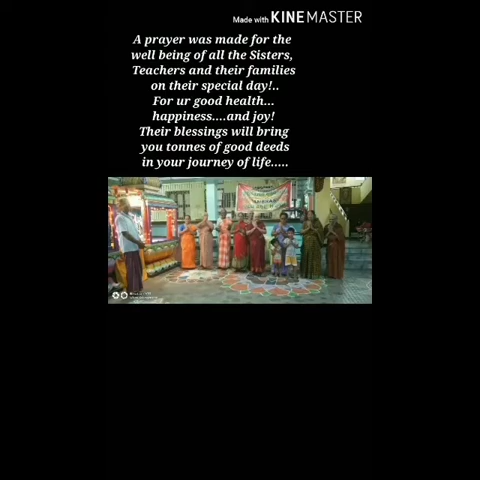 Made with KINEMASTER
A prayer was made for the
well being of all the Sisters,
Teachers and their families
on their special day!..
For ur good health...
happiness....and joy!
Their blessings will bring
you tonnes of good deeds
in your journey of life.....